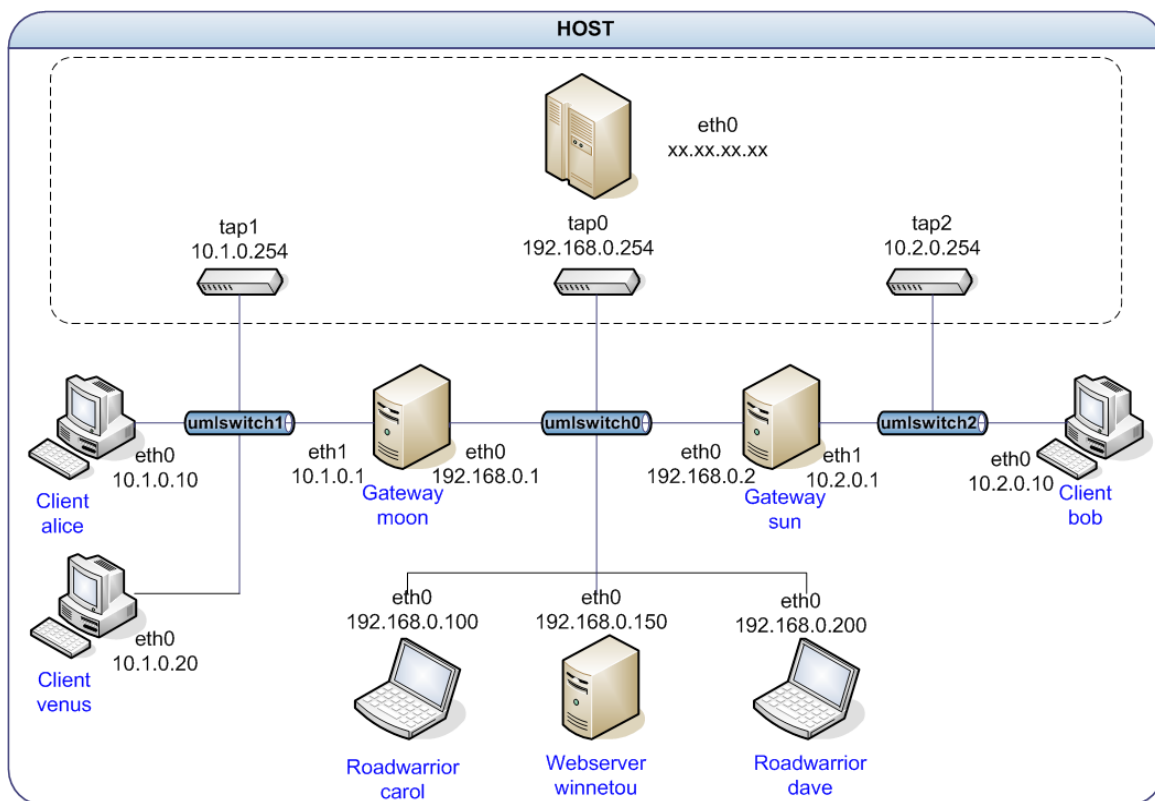 HOST
eth0
xx.xx.xx.xx
tap1
10.1.0.254
tap0
192.168.0.254
tap2
10.2.0.254
umlswitch1
umlswitch0
umlswitch2
eth0
10.1.0.10
Client
alice
eth1
10.1.0.1
Gateway
moon
eth0
192.168.0.1
eth0
192.168.0.2
Gateway
sun
eth1
10.2.0.1
eth0
10.2.0.10
Client
bob
eth0
10.1.0.20
Client
venus
eth0
192.168.0.100
Roadwarrior
carol
eth0
192.168.0.150
Webserver
winnetou
eth0
192.168.0.200
Roadwarrior
dave